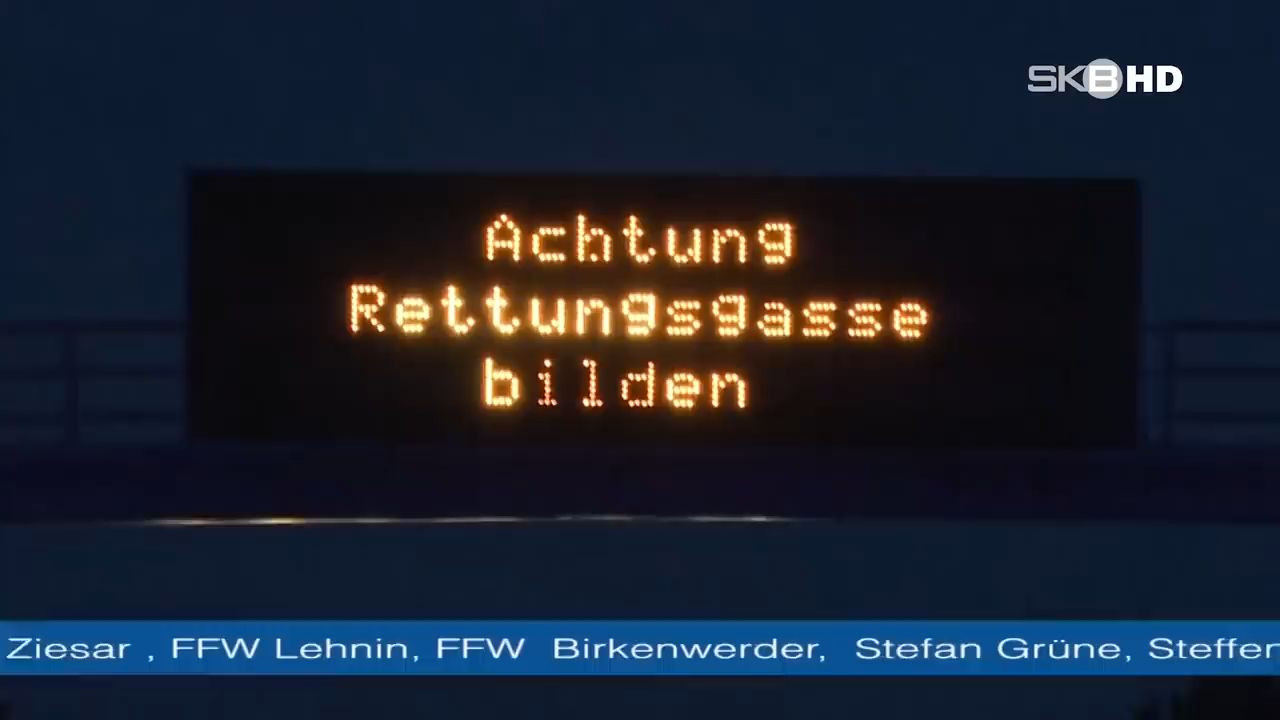 SKB HD
Achtung
Rettungsgasse
bilden
Ziesar , FFW Lehnin, FFW Birkenwerder, Stefan Grüne, Steffen